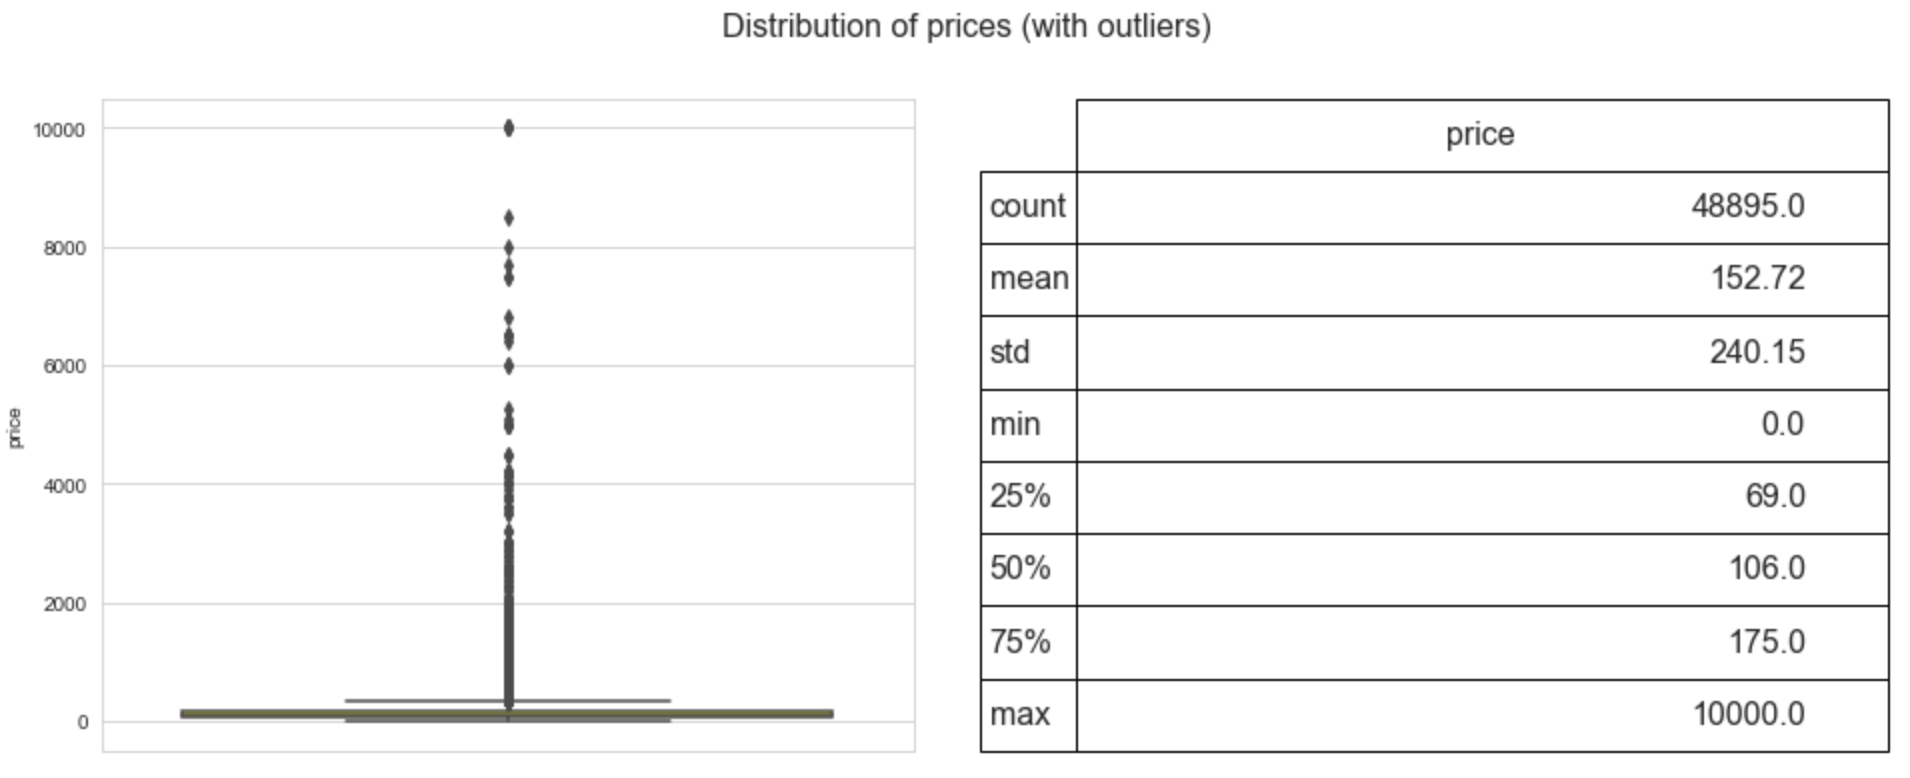 Distribution of prices (with outliers)
10000
8000
6000
4000
2000
0
price
price
count 48895.0
mean 152.72
std 240.15
min 0.0
25% 69.0
50% 106.0
75% 175.0
max 10000.0